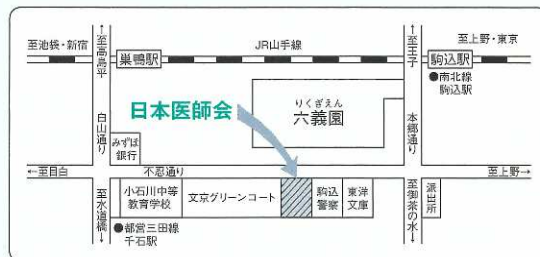 至池袋・新宿
←至高島平
巣鴨駅
JR山手線
←至王子
駒込駅
至上野・東京
●南北線
駒込駅
日本医師会
りくぎえん
六義園
白山通り
本郷通り
みずほ
銀行
←至目白
不忍通り
至上野→
至水道橋→
小石川中等
教育学校
文京グリーンコート
駒込
警察
東洋
文庫
至御茶の水→
派出所
●都営三田線
千石駅